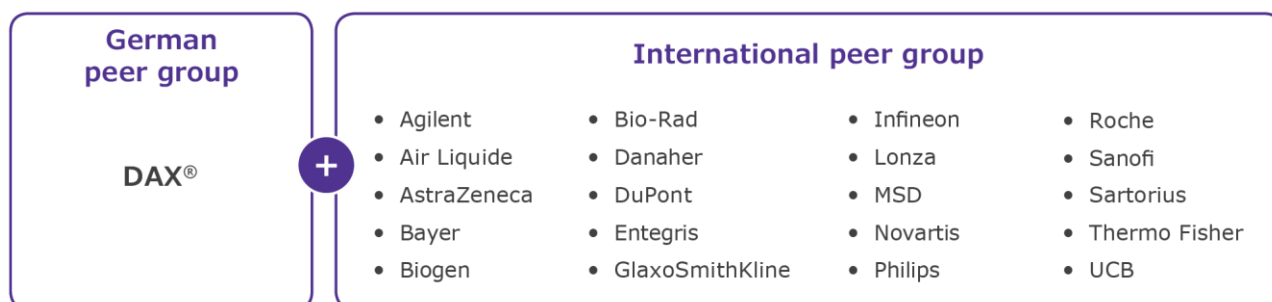 German
peer group
DAX®
+
International peer group
• Agilent
• Air Liquide
• AstraZeneca
• Bayer
• Biogen
• Bio-Rad
• Danaher
• DuPont
• Entegris
• GlaxoSmithKline
• Infineon
• Lonza
• MSD
• Novartis
• Philips
• Roche
• Sanofi
• Sartorius
• Thermo Fisher
• UCB